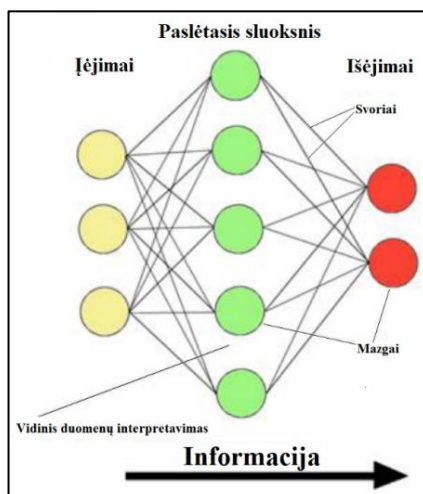 Paslėtasis sluoksnis
Įėjimai
Išėjimai
Svoriai
Mazgai
Vidinis duomenų interpretavimas
Informacija